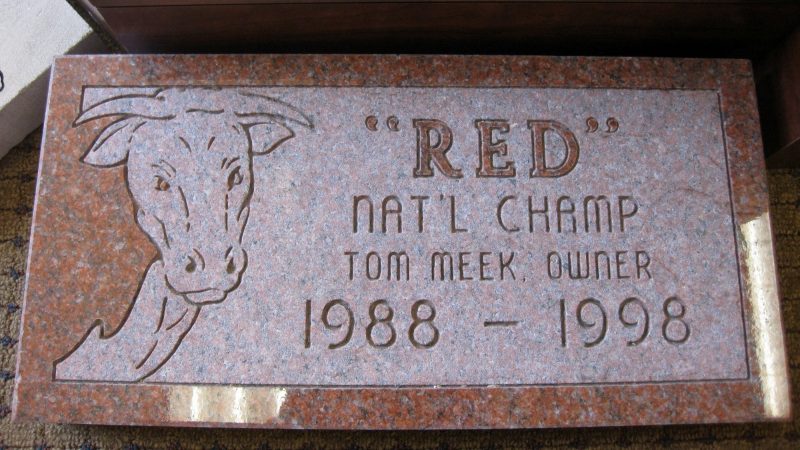 "RED"
NAT'L CHAMP
TOM MEEK, OWNER
1988 - 1998